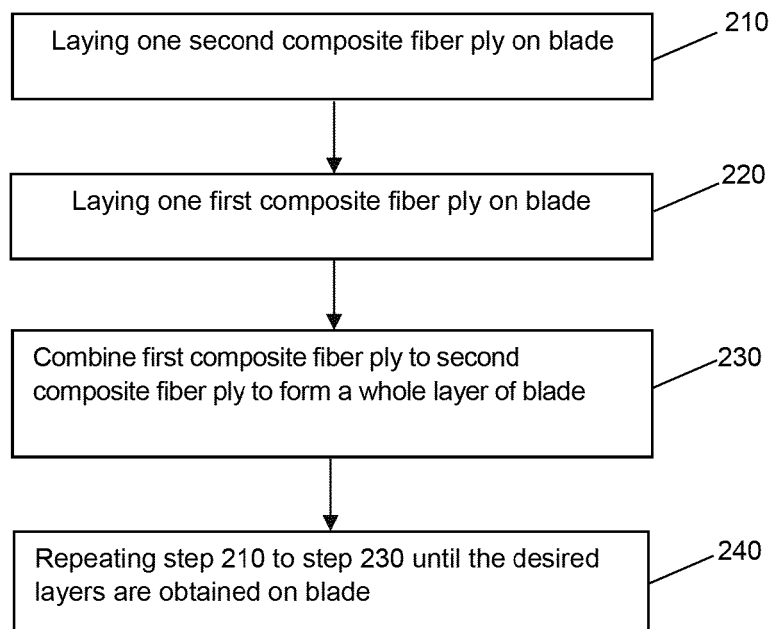 Laying one second composite fiber ply on blade
210
Laying one first composite fiber ply on blade
220
Combine first composite fiber ply to second
composite fiber ply to form a whole layer of blade
230
Repeating step 210 to step 230 until the desired
layers are obtained on blade
240